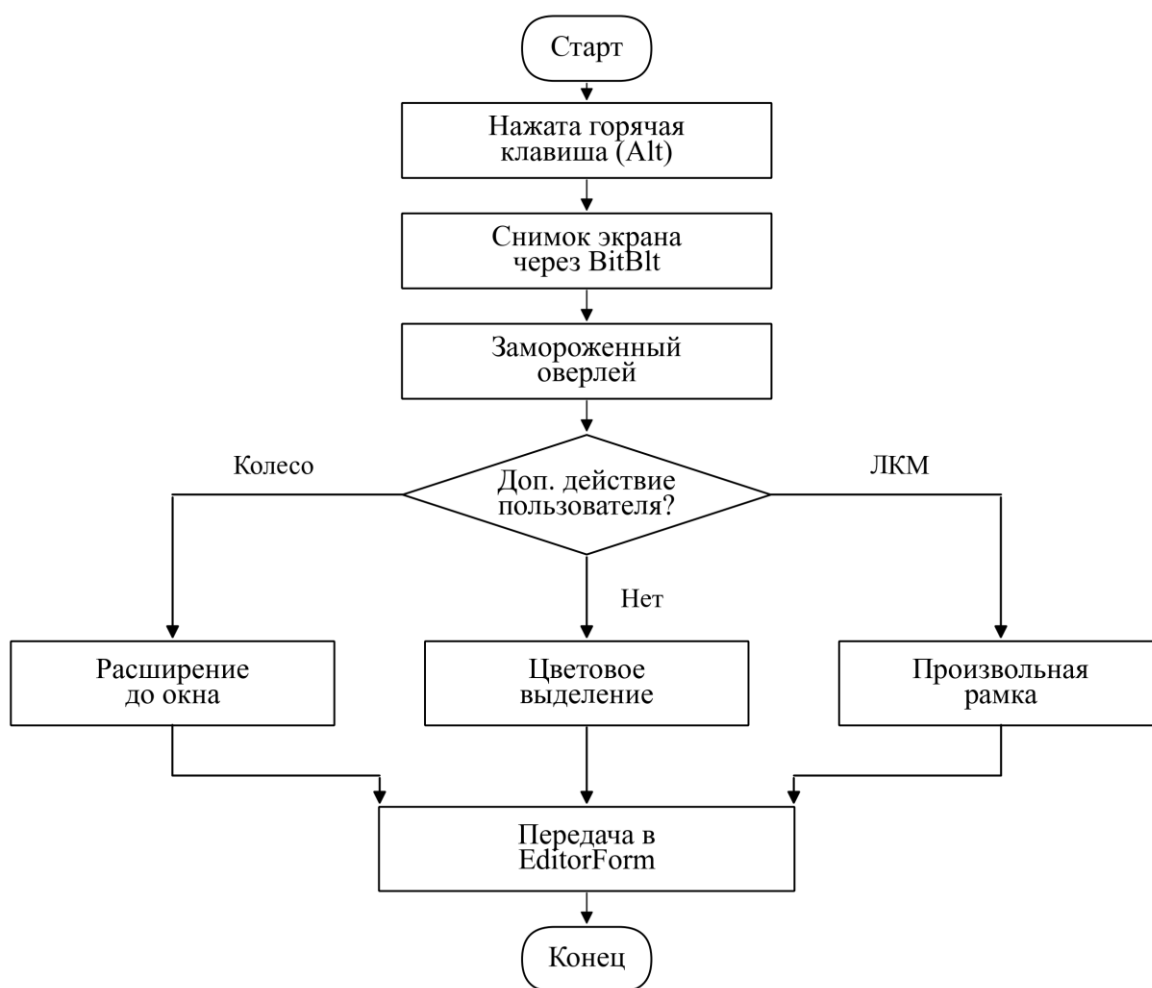 Старт
Нажата горячая
клавиша (Alt)
Снимок экрана
через BitBlt
Замороженный
оверлей
Колесо
ЛКМ
Доп. действие
пользователя?
Нет
Расширение
до окна
Цветовое
выделение
Произвольная
рамка
Передача в
EditorForm
Конец